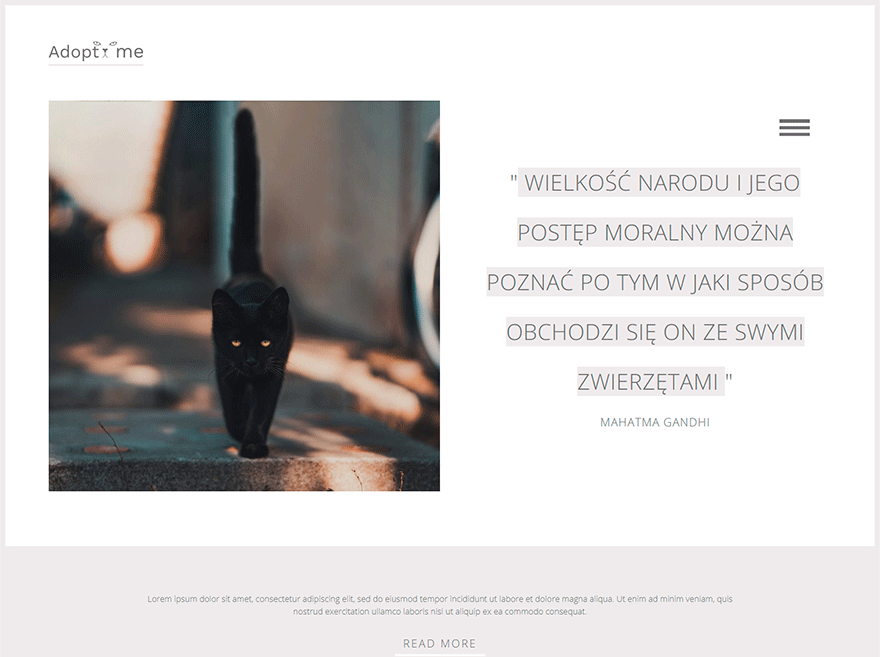 Adopt me
" WIELKOŚĆ NARODU I JEGO
POSTĘP MORALNY MOŻNA
POZNAĆ PO TYM W JAKI SPOSÓB
OBCHODZI SIĘ ON ZE SWYMI
ZWIERZĘTAMI "
MAHATMA GANDHI
Lorem ipsum dolor sit amet, consectetur adipiscing elit, sed do eiusmod tempor incididunt ut labore et dolore magna aliqua. Ut enim ad minim veniam, quis
nostrud exercitation ullamco laboris nisi ut aliquip ex ea commodo consequat.
READ MORE